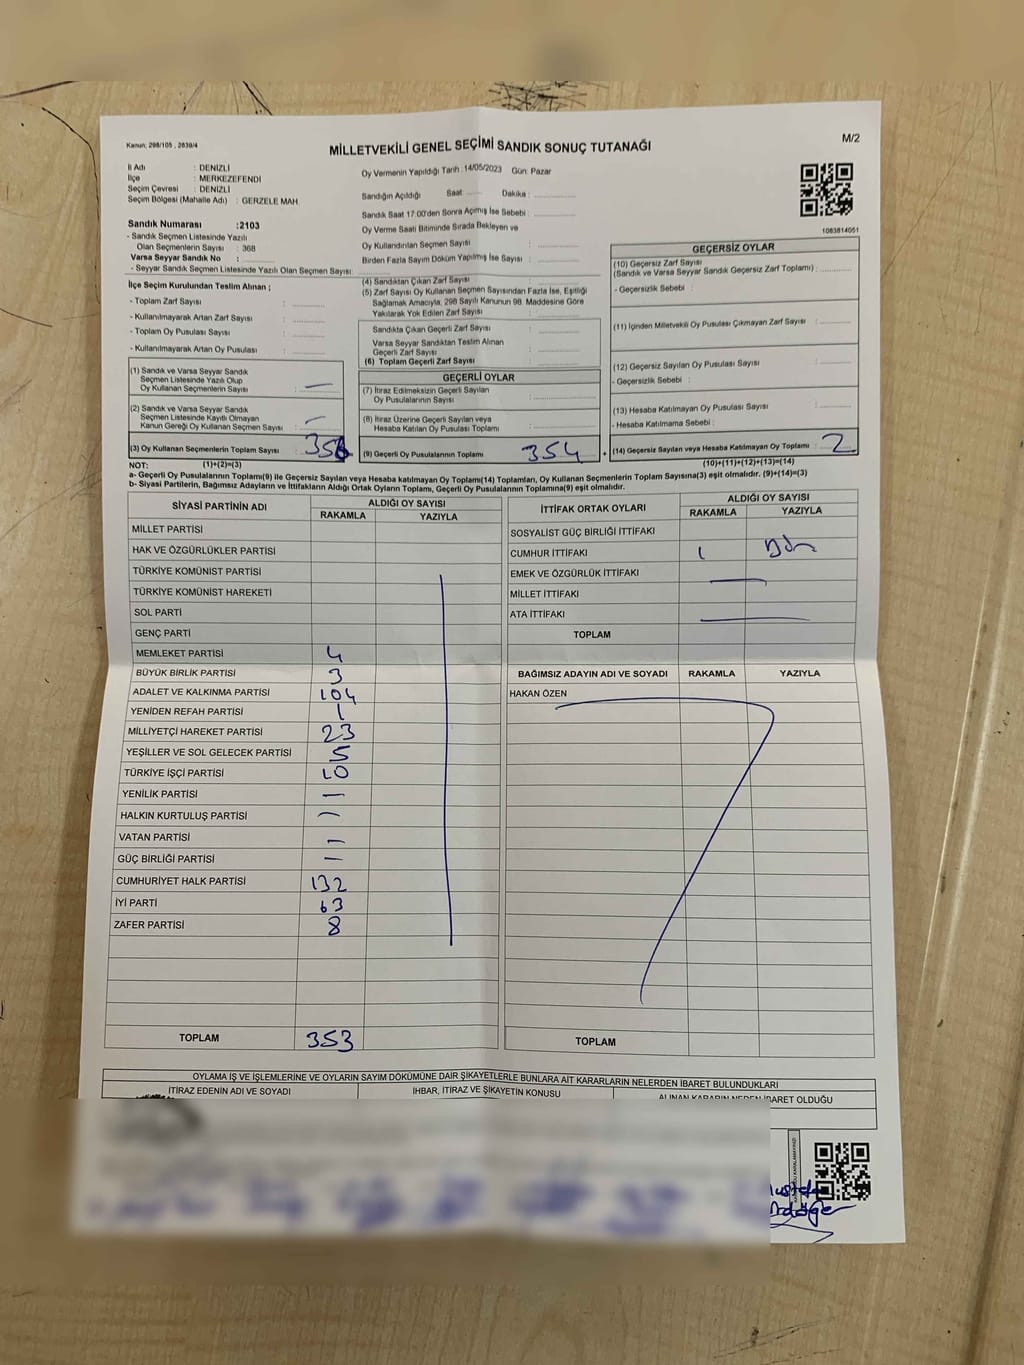 Kanun; 298/105 , 2839/4
MİLLETVEKİLİ GENEL SEÇİMİ SANDIK SONUÇ TUTANAĞI
M/2
İl Adı : DENİZLİ
İlçe : MERKEZEFENDİ
Seçim Çevresi : DENİZLİ
Seçim Bölgesi (Mahalle Adı) : GERZELE MAH.
Sandık Numarası :2103
- Sandık Seçmen Listesinde Yazılı
Olan Seçmenlerin Sayısı : 368
Varsa Seyyar Sandık No :
- Seyyar Sandık Seçmen Listesinde Yazılı Olan Seçmen Sayısı:
Oy Vermenin Yapıldığı Tarih :14/05/2023 Gün: Pazar
Sandığın Açıldığı Saat: Dakika :
Sandık Saat 17:00'den Sonra Açımış İse Sebebi :
Oy Verme Saati Bitiminde Sırada Bekleyen ve
Oy Kullandırılan Seçmen Sayısı :
Birden Fazla Sayım Döküm Yapılmış İse Sayısı :
1083814051
İlçe Seçim Kurulundan Teslim Alınan ;
- Toplam Zarf Sayısı :
- Kullanılmayarak Artan Zarf Sayısı :
- Toplam Oy Pusulası Sayısı :
- Kullanılmayarak Artan Oy Pusulası :
(1) Sandık ve Varsa Seyyar Sandık
Seçmen Listesinde Yazılı Olup
Oy Kullanan Seçmenlerin Sayısı : —
(2) Sandık ve Varsa Seyyar Sandık
Seçmen Listesinde Kayıtlı Olmayan
Kanun Gereği Oy Kullanan Seçmen Sayısı : —
(3) Oy Kullanan Seçmenlerin Toplam Sayısı : 356
(4) Sandıktan Çıkan Zarf Sayısı :
(5) Zarf Sayısı Oy Kullanan Seçmen Sayısından Fazla İse, Eşitliği
Sağlamak Amacıyla, 298 Sayılı Kanunun 98. Maddesine Göre
Yakılarak Yok Edilen Zarf Sayısı :
Sandıkta Çıkan Geçerli Zarf Sayısı :
Varsa Seyyar Sandıktan Teslim Alınan
Geçerli Zarf Sayısı :
(6) Toplam Geçerli Zarf Sayısı
GEÇERLİ OYLAR
(7) İtiraz Edilmeksizin Geçerli Sayılan
Oy Pusulalarının Sayısı :
(8) İtiraz Üzerine Geçerli Sayılan veya
Hesaba Katılan Oy Pusulası Toplamı :
(9) Geçerli Oy Pusulalarının Toplamı : 354 +
GEÇERSİZ OYLAR
(10) Geçersiz Zarf Sayısı
(Sandık ve Varsa Seyyar Sandık Geçersiz Zarf Toplamı) :
- Geçersizlik Sebebi :
(11) İçinden Milletvekili Oy Pusulası Çıkmayan Zarf Sayısı :
(12) Geçersiz Sayılan Oy Pusulası Sayısı :
- Geçersizlik Sebebi :
(13) Hesaba Katılmayan Oy Pusulası Sayısı :
- Hesaba Katılmama Sebebi :
(14) Geçersiz Sayılan veya Hesaba Katılmayan Oy Toplamı : 2
NOT: (1)+(2)=(3) (10)+(11)+(12)+(13)=(14)
a- Geçerli Oy Pusulalarının Toplamı(9) ile Geçersiz Sayılan veya Hesaba katılmayan Oy Toplamı(14) Toplamları, Oy Kullanan Seçmenlerin Toplam Sayısına(3) eşit olmalıdır. (9)+(14)=(3)
b- Siyasi Partilerin, Bağımsız Adayların ve İttifakların Aldığı Ortak Oyların Toplamı, Geçerli Oy Pusulalarının Toplamına(9) eşit olmalıdır.
SİYASİ PARTİNİN ADI ALDIĞI OY SAYISI
RAKAMLA YAZIYLA
MİLLET PARTİSİ
HAK VE ÖZGÜRLÜKLER PARTİSİ
TÜRKİYE KOMÜNİST PARTİSİ
TÜRKİYE KOMÜNİST HAREKETİ
SOL PARTİ
GENÇ PARTİ
MEMLEKET PARTİSİ 4
BÜYÜK BİRLİK PARTİSİ 3
ADALET VE KALKINMA PARTİSİ 104
YENİDEN REFAH PARTİSİ 1
MİLLİYETÇİ HAREKET PARTİSİ 23
YEŞİLLER VE SOL GELECEK PARTİSİ 5
TÜRKİYE İŞÇİ PARTİSİ 10
YENİLİK PARTİSİ —
HALKIN KURTULUŞ PARTİSİ —
VATAN PARTİSİ —
GÜÇ BİRLİĞİ PARTİSİ —
CUMHURİYET HALK PARTİSİ 132
İYİ PARTİ 63
ZAFER PARTİSİ 8
TOPLAM 353
İTTİFAK ORTAK OYLARI ALDIĞI OY SAYISI
RAKAMLA YAZIYLA
SOSYALİST GÜÇ BİRLİĞİ İTTİFAKI
CUMHUR İTTİFAKI 1 Bir
EMEK VE ÖZGÜRLÜK İTTİFAKI
MİLLET İTTİFAKI
ATA İTTİFAKI
TOPLAM
BAĞIMSIZ ADAYIN ADI VE SOYADI RAKAMLA YAZIYLA
HAKAN ÖZEN
TOPLAM
OYLAMA İŞ VE İŞLEMLERİNE VE OYLARIN SAYIM DÖKÜMÜNE DAİR ŞİKAYETLERLE BUNLARA AİT KARARLARIN NELERDEN İBARET BULUNDUKLARI
İTİRAZ EDENİN ADI VE SOYADI İHBAR, İTİRAZ VE ŞİKAYETİN KONUSU ALINAN KARARIN NEDEN İBARET OLDUĞU